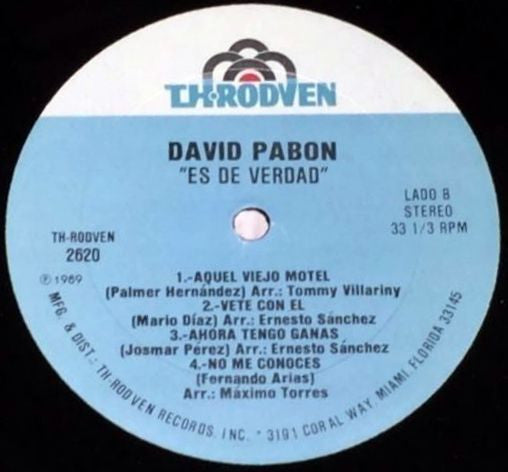 TH·RODVEN
DAVID PABON
"ES DE VERDAD"
LADO B
STEREO
33 1/3 RPM
TH-RODVEN
2620
℗ 1989
1.-AQUEL VIEJO MOTEL
(Palmer Hernández) Arr.: Tommy Villariny
2.-VETE CON EL
(Mario Díaz) Arr.: Ernesto Sánchez
3.-AHORA TENGO GANAS
(Josmar Pérez) Arr.: Ernesto Sánchez
4.-NO ME CONOCES
(Fernando Arias)
Arr.: Máximo Torres
MFG. & DIST.: TH-RODVEN RECORDS, INC. * 3191 CORAL WAY, MIAMI, FLORIDA 33145